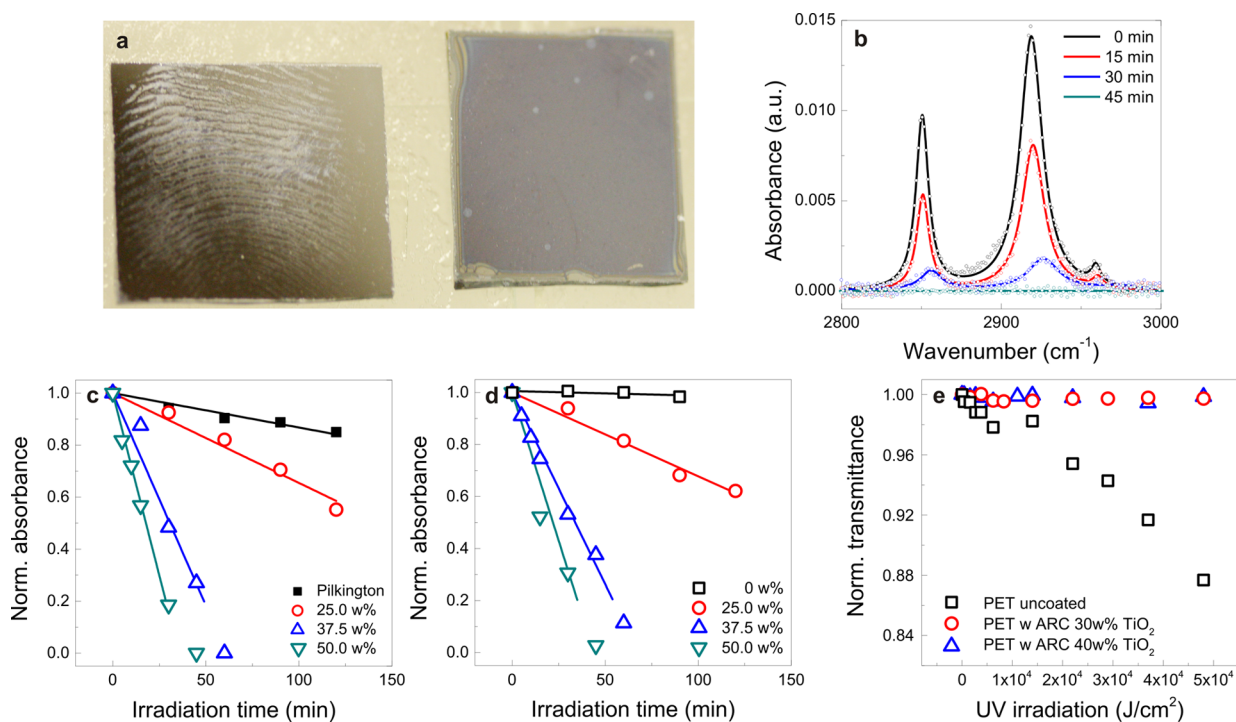 a
b
0 min
15 min
30 min
45 min
0.015
0.010
0.005
0.000
Absorbance (a.u.)
2800
2900
3000
Wavenumber (cm⁻¹)
c
1.0
0.8
0.6
0.4
0.2
0.0
Norm. absorbance
Pilkington
25.0 w%
37.5 w%
50.0 w%
0
50
100
150
Irradiation time (min)
d
1.0
0.8
0.6
0.4
0.2
0.0
Norm. absorbance
0 w%
25.0 w%
37.5 w%
50.0 w%
0
50
100
150
Irradiation time (min)
e
1.00
0.96
0.92
0.88
0.84
Norm. transmittance
PET uncoated
PET w ARC 30w% TiO₂
PET w ARC 40w% TiO₂
0
1x10⁴
2x10⁴
3x10⁴
4x10⁴
5x10⁴
UV irradiation (J/cm²)